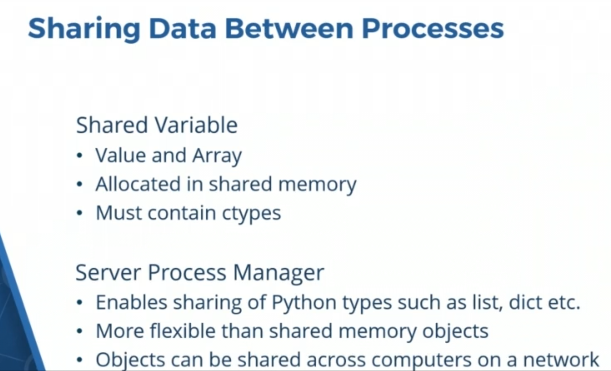 Sharing Data Between Processes
Shared Variable
• Value and Array
• Allocated in shared memory
• Must contain ctypes
Server Process Manager
• Enables sharing of Python types such as list, dict etc.
• More flexible than shared memory objects
• Objects can be shared across computers on a network